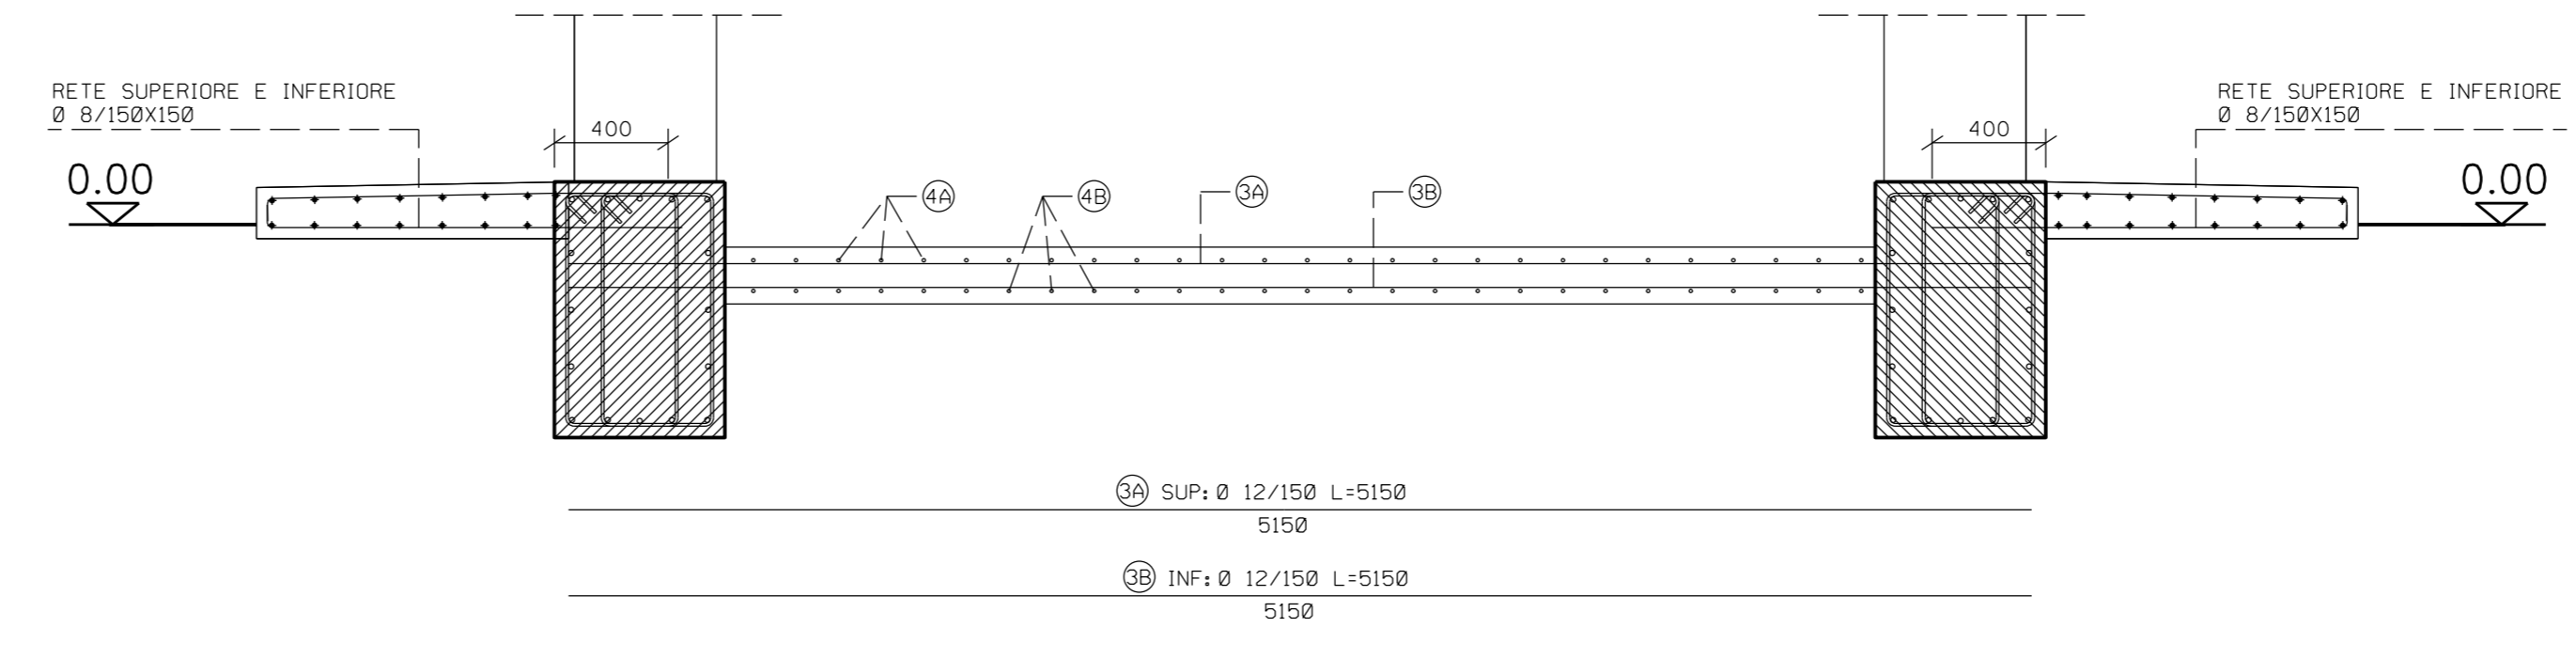 RETE SUPERIORE E INFERIORE
Ø 8/150X150
400
0.00
4A
4B
3A
3B
RETE SUPERIORE E INFERIORE
Ø 8/150X150
400
0.00
3A SUP: Ø 12/150 L=5150
5150
3B INF: Ø 12/150 L=5150
5150